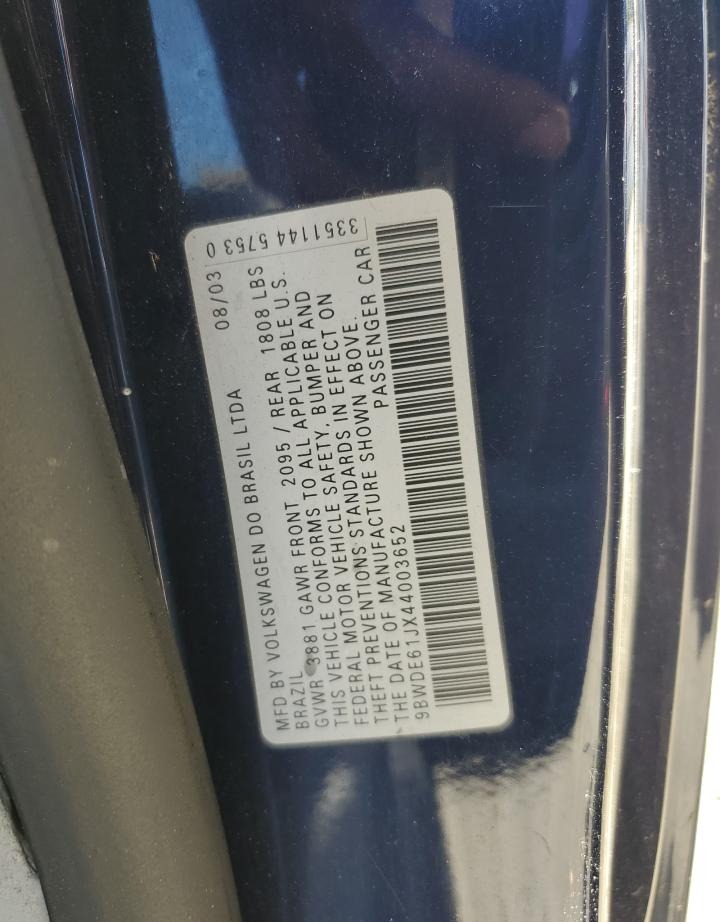 MFD BY VOLKSWAGEN DO BRASIL LTDA 08/03
BRAZIL
GVWR 3881 GAWR FRONT 2095 / REAR 1808 LBS
THIS VEHICLE CONFORMS TO ALL APPLICABLE U.S.
FEDERAL MOTOR VEHICLE SAFETY, BUMPER AND
THEFT PREVENTIONS STANDARDS IN EFFECT ON
THE DATE OF MANUFACTURE SHOWN ABOVE.
9BWDE61JX44003652 PASSENGER CAR
3351144 5753 0